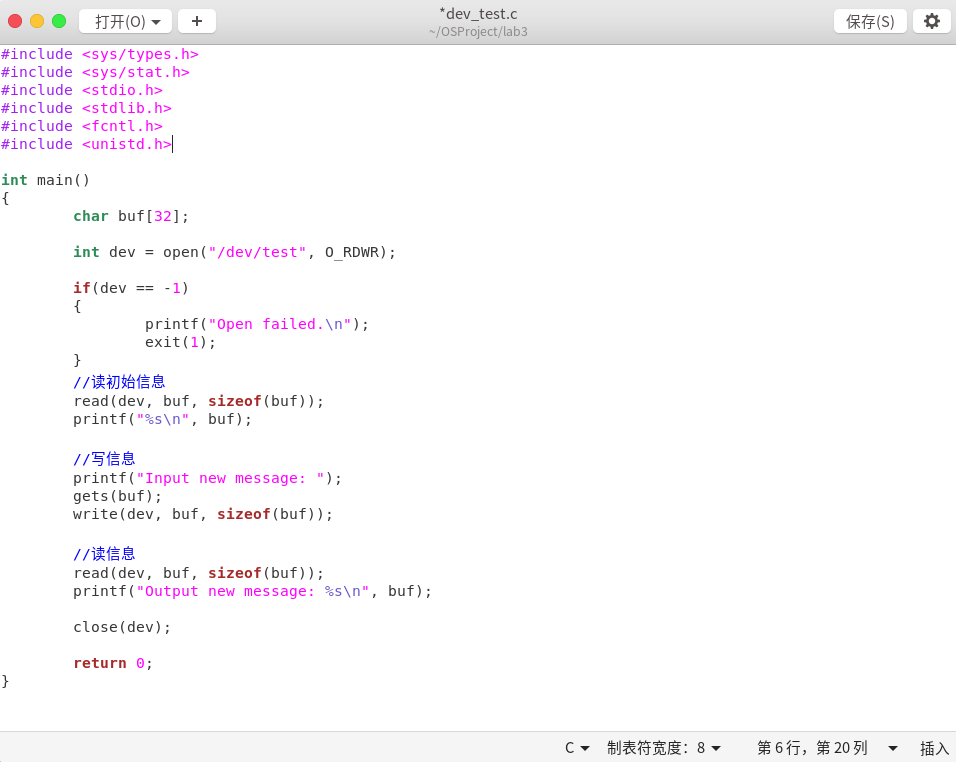 打开(O)
+
*dev_test.c
~/OSProject/lab3
保存(S)
#include <sys/types.h>
#include <sys/stat.h>
#include <stdio.h>
#include <stdlib.h>
#include <fcntl.h>
#include <unistd.h>
int main()
{
char buf[32];
int dev = open("/dev/test", O_RDWR);
if(dev == -1)
{
printf("Open failed.\n");
exit(1);
}
//读初始信息
read(dev, buf, sizeof(buf));
printf("%s\n", buf);
//写信息
printf("Input new message: ");
gets(buf);
write(dev, buf, sizeof(buf));
//读信息
read(dev, buf, sizeof(buf));
printf("Output new message: %s\n", buf);
close(dev);
return 0;
}
C 制表符宽度：8 第 6 行，第 20 列 插入